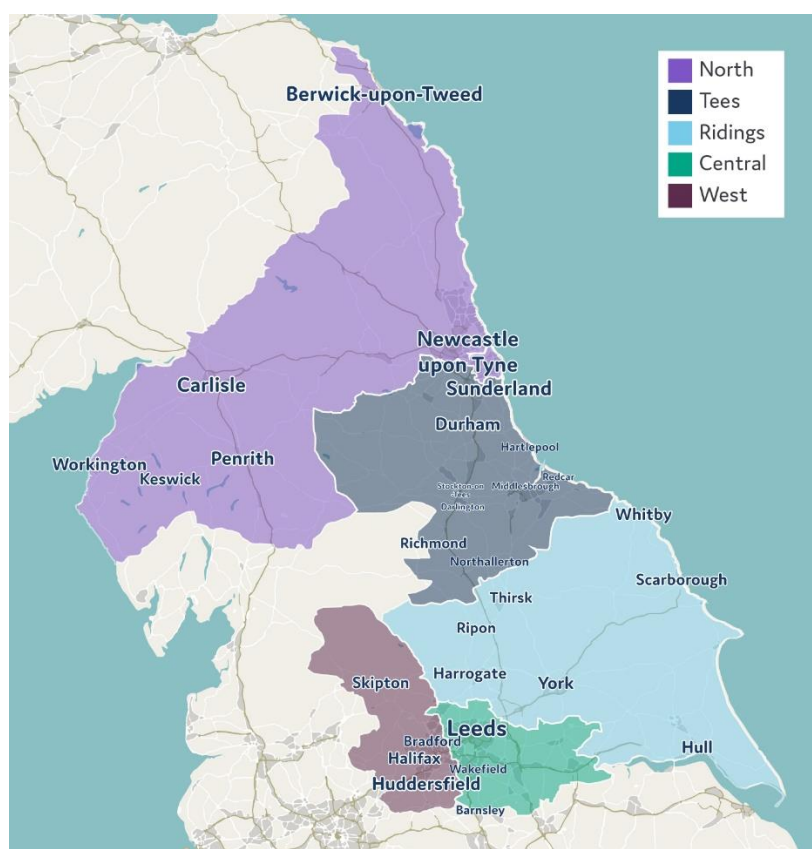 North
Tees
Ridings
Central
West
Berwick-upon-Tweed
Newcastle
upon Tyne
Sunderland
Carlisle
Durham
Hartlepool
Workington
Keswick
Penrith
Redcar
Stockton-on
-Tees
Middlesbrough
Darlington
Whitby
Richmond
Northallerton
Scarborough
Thirsk
Ripon
Harrogate
Skipton
York
Leeds
Bradford
Hull
Halifax
Wakefield
Huddersfield
Barnsley